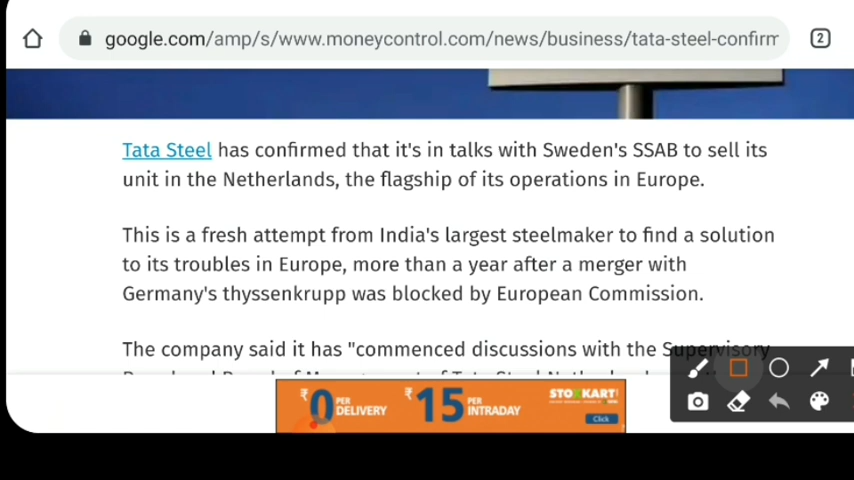 google.com/amp/s/www.moneycontrol.com/news/business/tata-steel-confirm
2
Tata Steel has confirmed that it's in talks with Sweden's SSAB to sell its
unit in the Netherlands, the flagship of its operations in Europe.
This is a fresh attempt from India's largest steelmaker to find a solution
to its troubles in Europe, more than a year after a merger with
Germany's thyssenkrupp was blocked by European Commission.
The company said it has "commenced discussions with the Supervisory
₹0 PER DELIVERY ₹15 PER INTRADAY STOXKART
Click